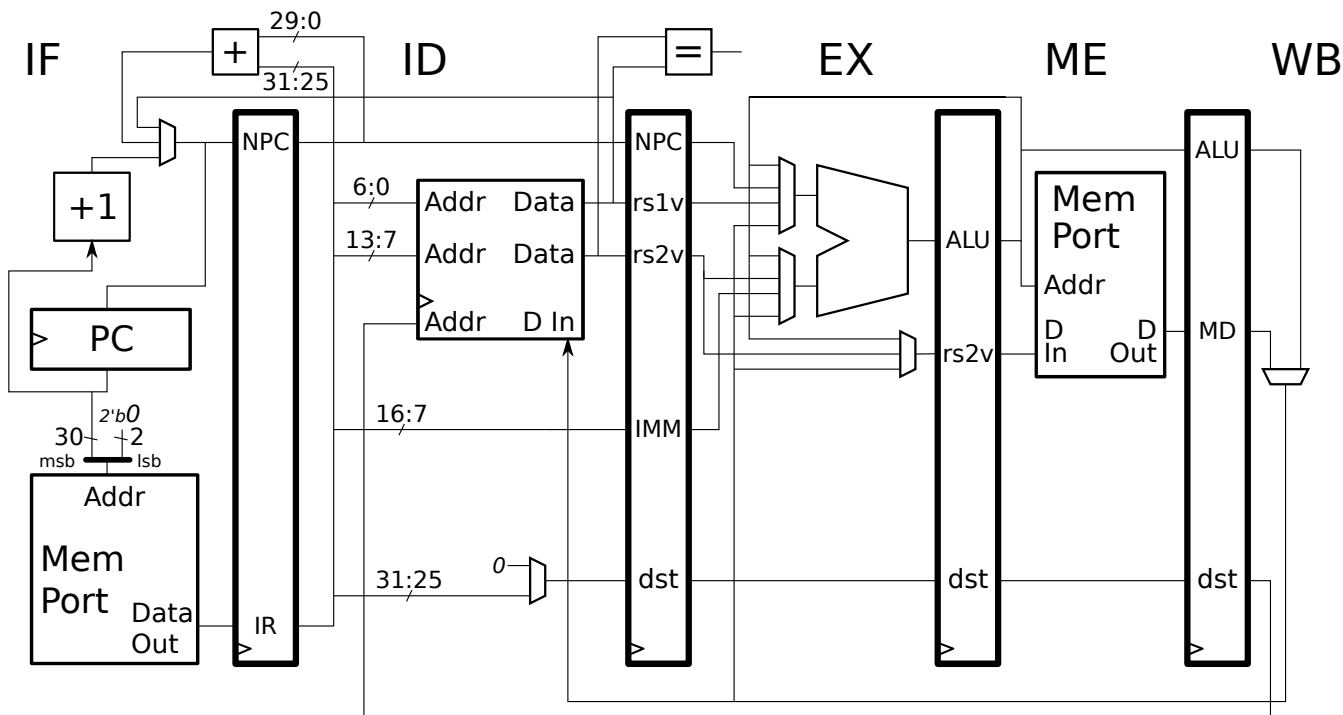 IF
ID
EX
ME
WB
29:0
+
31:25
=
NPC
NPC
ALU
+1
6:0
Addr
Data
rs1v
Mem
Port
13:7
Addr
Data
rs2v
ALU
Addr
Addr
D In
PC
D
In
D
Out
MD
rs2v
2'b0
30
2
msb
lsb
16:7
IMM
Addr
Mem
Port
Data
Out
IR
0
31:25
dst
dst
dst